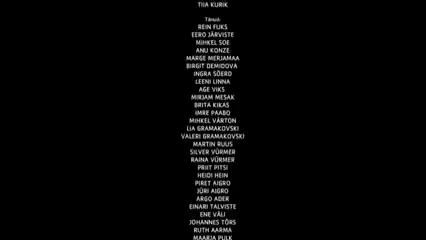 TIIA KURIK
Tänud:
REIN FUKS
EERO JÄRVISTE
MIHKEL SOE
ANU KONZE
MARGE MERJAMAA
BIRGIT DEMIDOVA
INGRA SÕERD
LEENI LINNA
AGE VIKS
MIRJAM MESAK
BRITA KIKAS
IMRE PAABO
MIHKEL VÄRTON
LIA GRAMAKOVSKI
VALERI GRAMAKOVSKI
MARTIN RUUS
SILVER VÜRMER
RAINA VÜRMER
PRIIT PITSI
HEIDI HEIN
PIRET AIGRO
JÜRI AIGRO
ARGO ADER
EINARI TALVISTE
ENE VÄLI
JOHANNES TÕRS
RUTH AARMA
MAARJA PULK